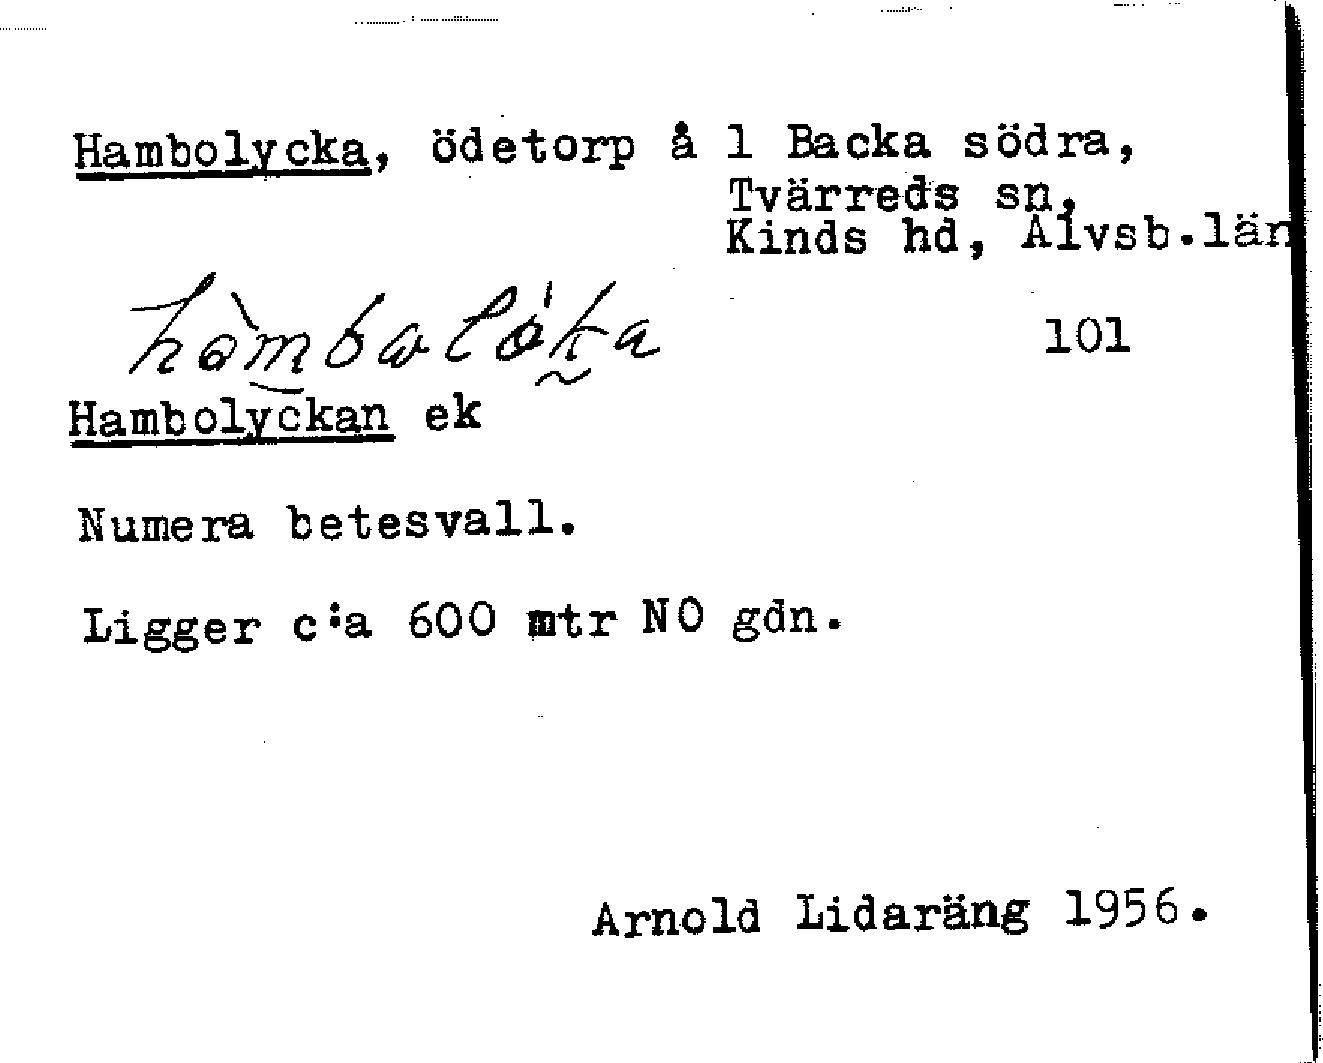 Hambolycka, ödetorp å 1 Backa södra,
Tvärreds sn,
Kinds hd, Älvsb.län
101
Hambolyckan ek
Numera betesvall.
Ligger c:a 600 mtr NO gdn.
Arnold Lidaräng 1956.